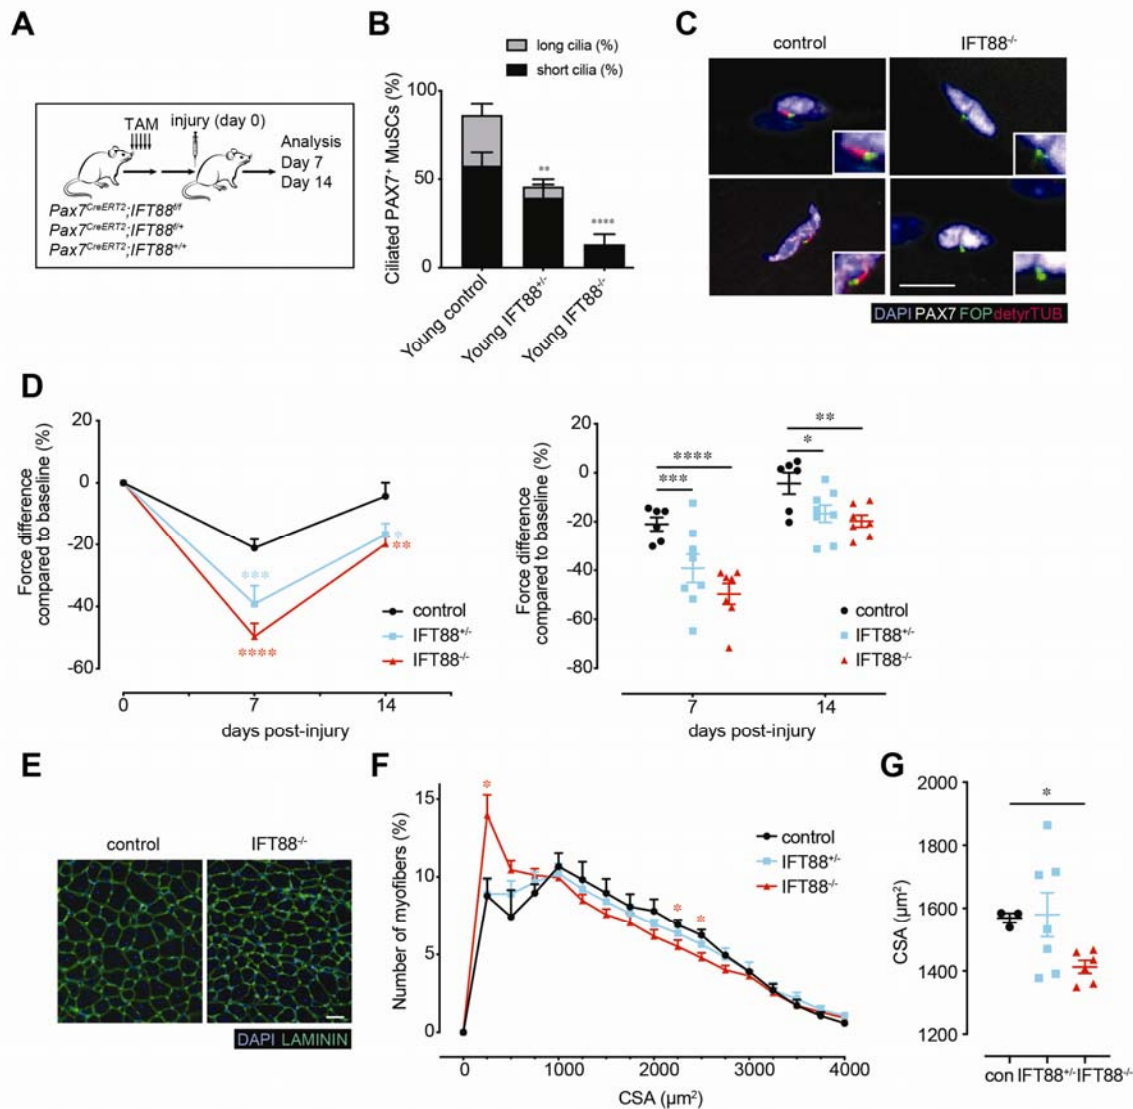 A
TAM
injury (day 0)
Analysis
Day 7
Day 14
Pax7CreERT2;IFT88f/f
Pax7CreERT2;IFT88f/+
Pax7CreERT2;IFT88+/+
B
long cilia (%)
short cilia (%)
Ciliated PAX7+ MuSCs (%)
100
50
0
**
****
Young control
Young IFT88+/-
Young IFT88-/-
C
control
IFT88-/-
DAPI PAX7 FOP detyrTUB
D
Force difference
compared to baseline (%)
20
0
-20
-40
-60
***
****
*
**
control
IFT88+/-
IFT88-/-
0
7
14
days post-injury
Force difference
compared to baseline (%)
20
0
-20
-40
-60
-80
****
***
**
*
control
IFT88+/-
IFT88-/-
7
14
days post-injury
E
control
IFT88-/-
DAPI LAMININ
F
Number of myofibers (%)
15
10
5
0
*
* *
control
IFT88+/-
IFT88-/-
0 1000 2000 3000 4000
CSA (µm²)
G
CSA (µm²)
2000
1800
1600
1400
1200
*
con IFT88+/- IFT88-/-